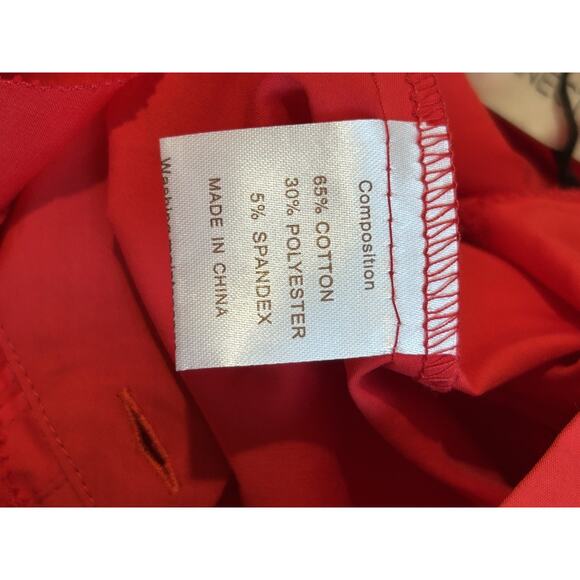 Composition
65% COTTON
30% POLYESTER
5% SPANDEX
MADE IN CHINA